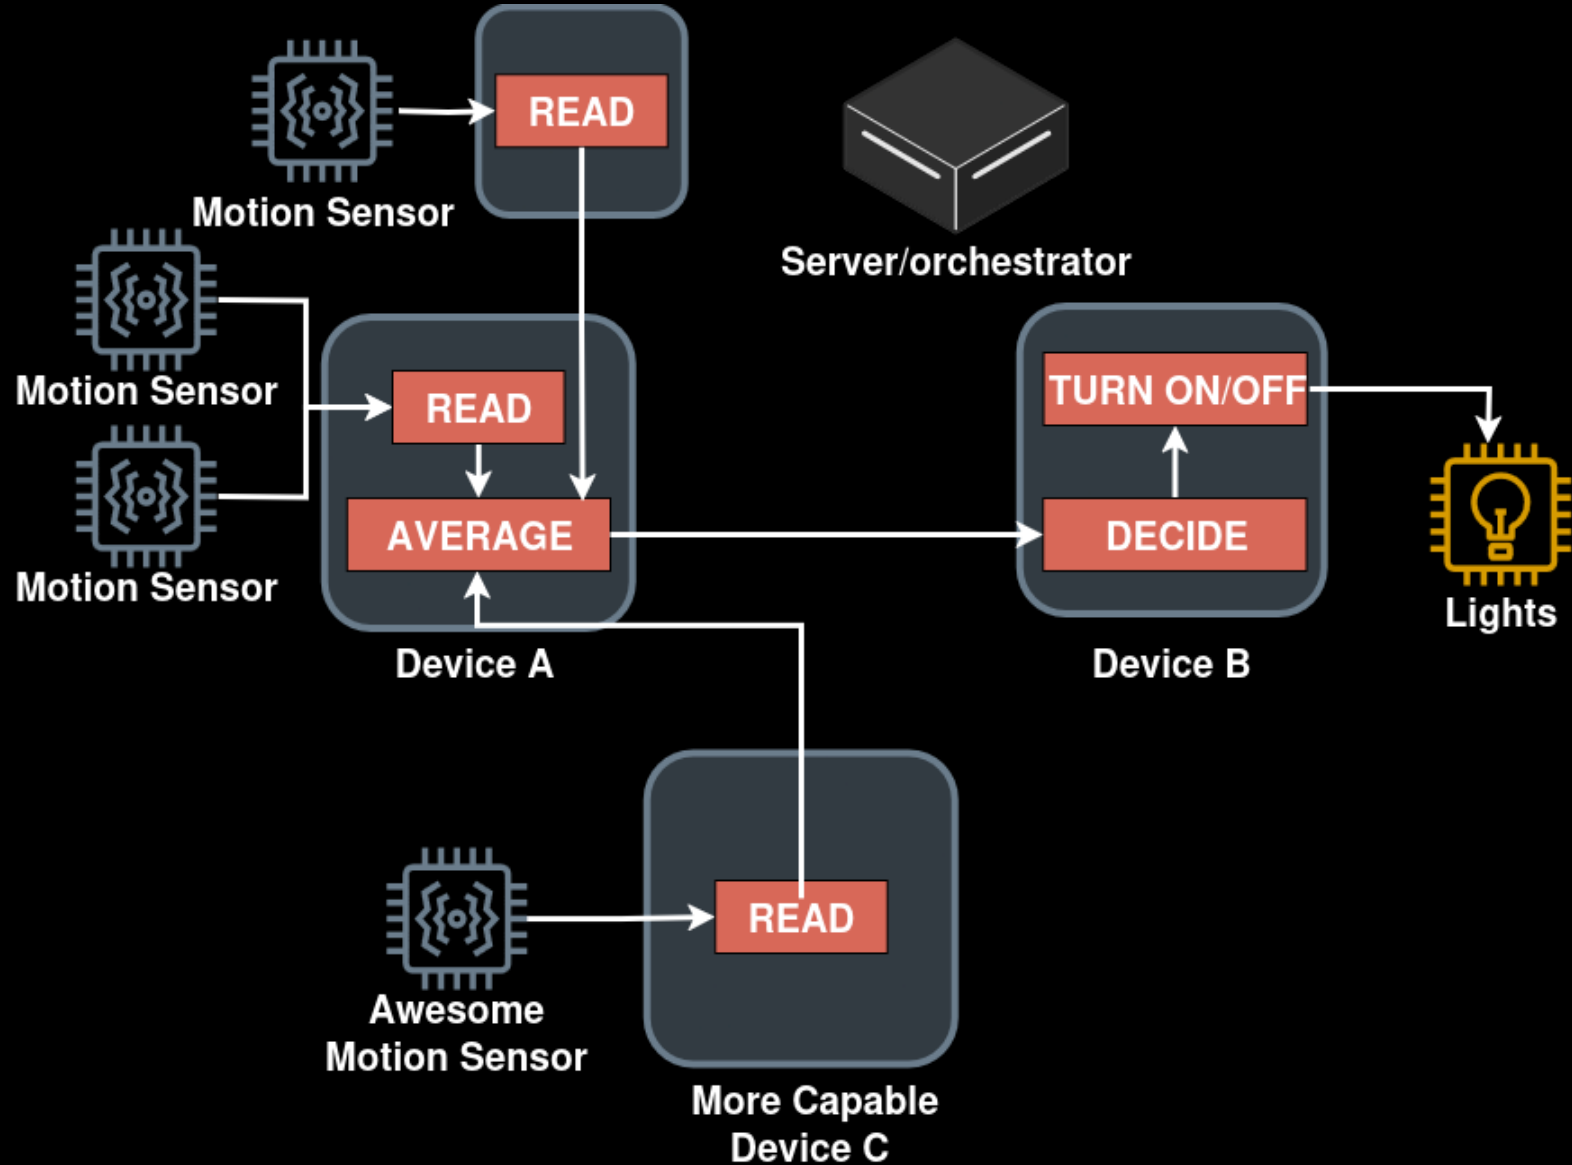 READ
Motion Sensor
Server/orchestrator
Motion Sensor
READ
TURN ON/OFF
AVERAGE
DECIDE
Motion Sensor
Lights
Device A
Device B
READ
Awesome
Motion Sensor
More Capable
Device C